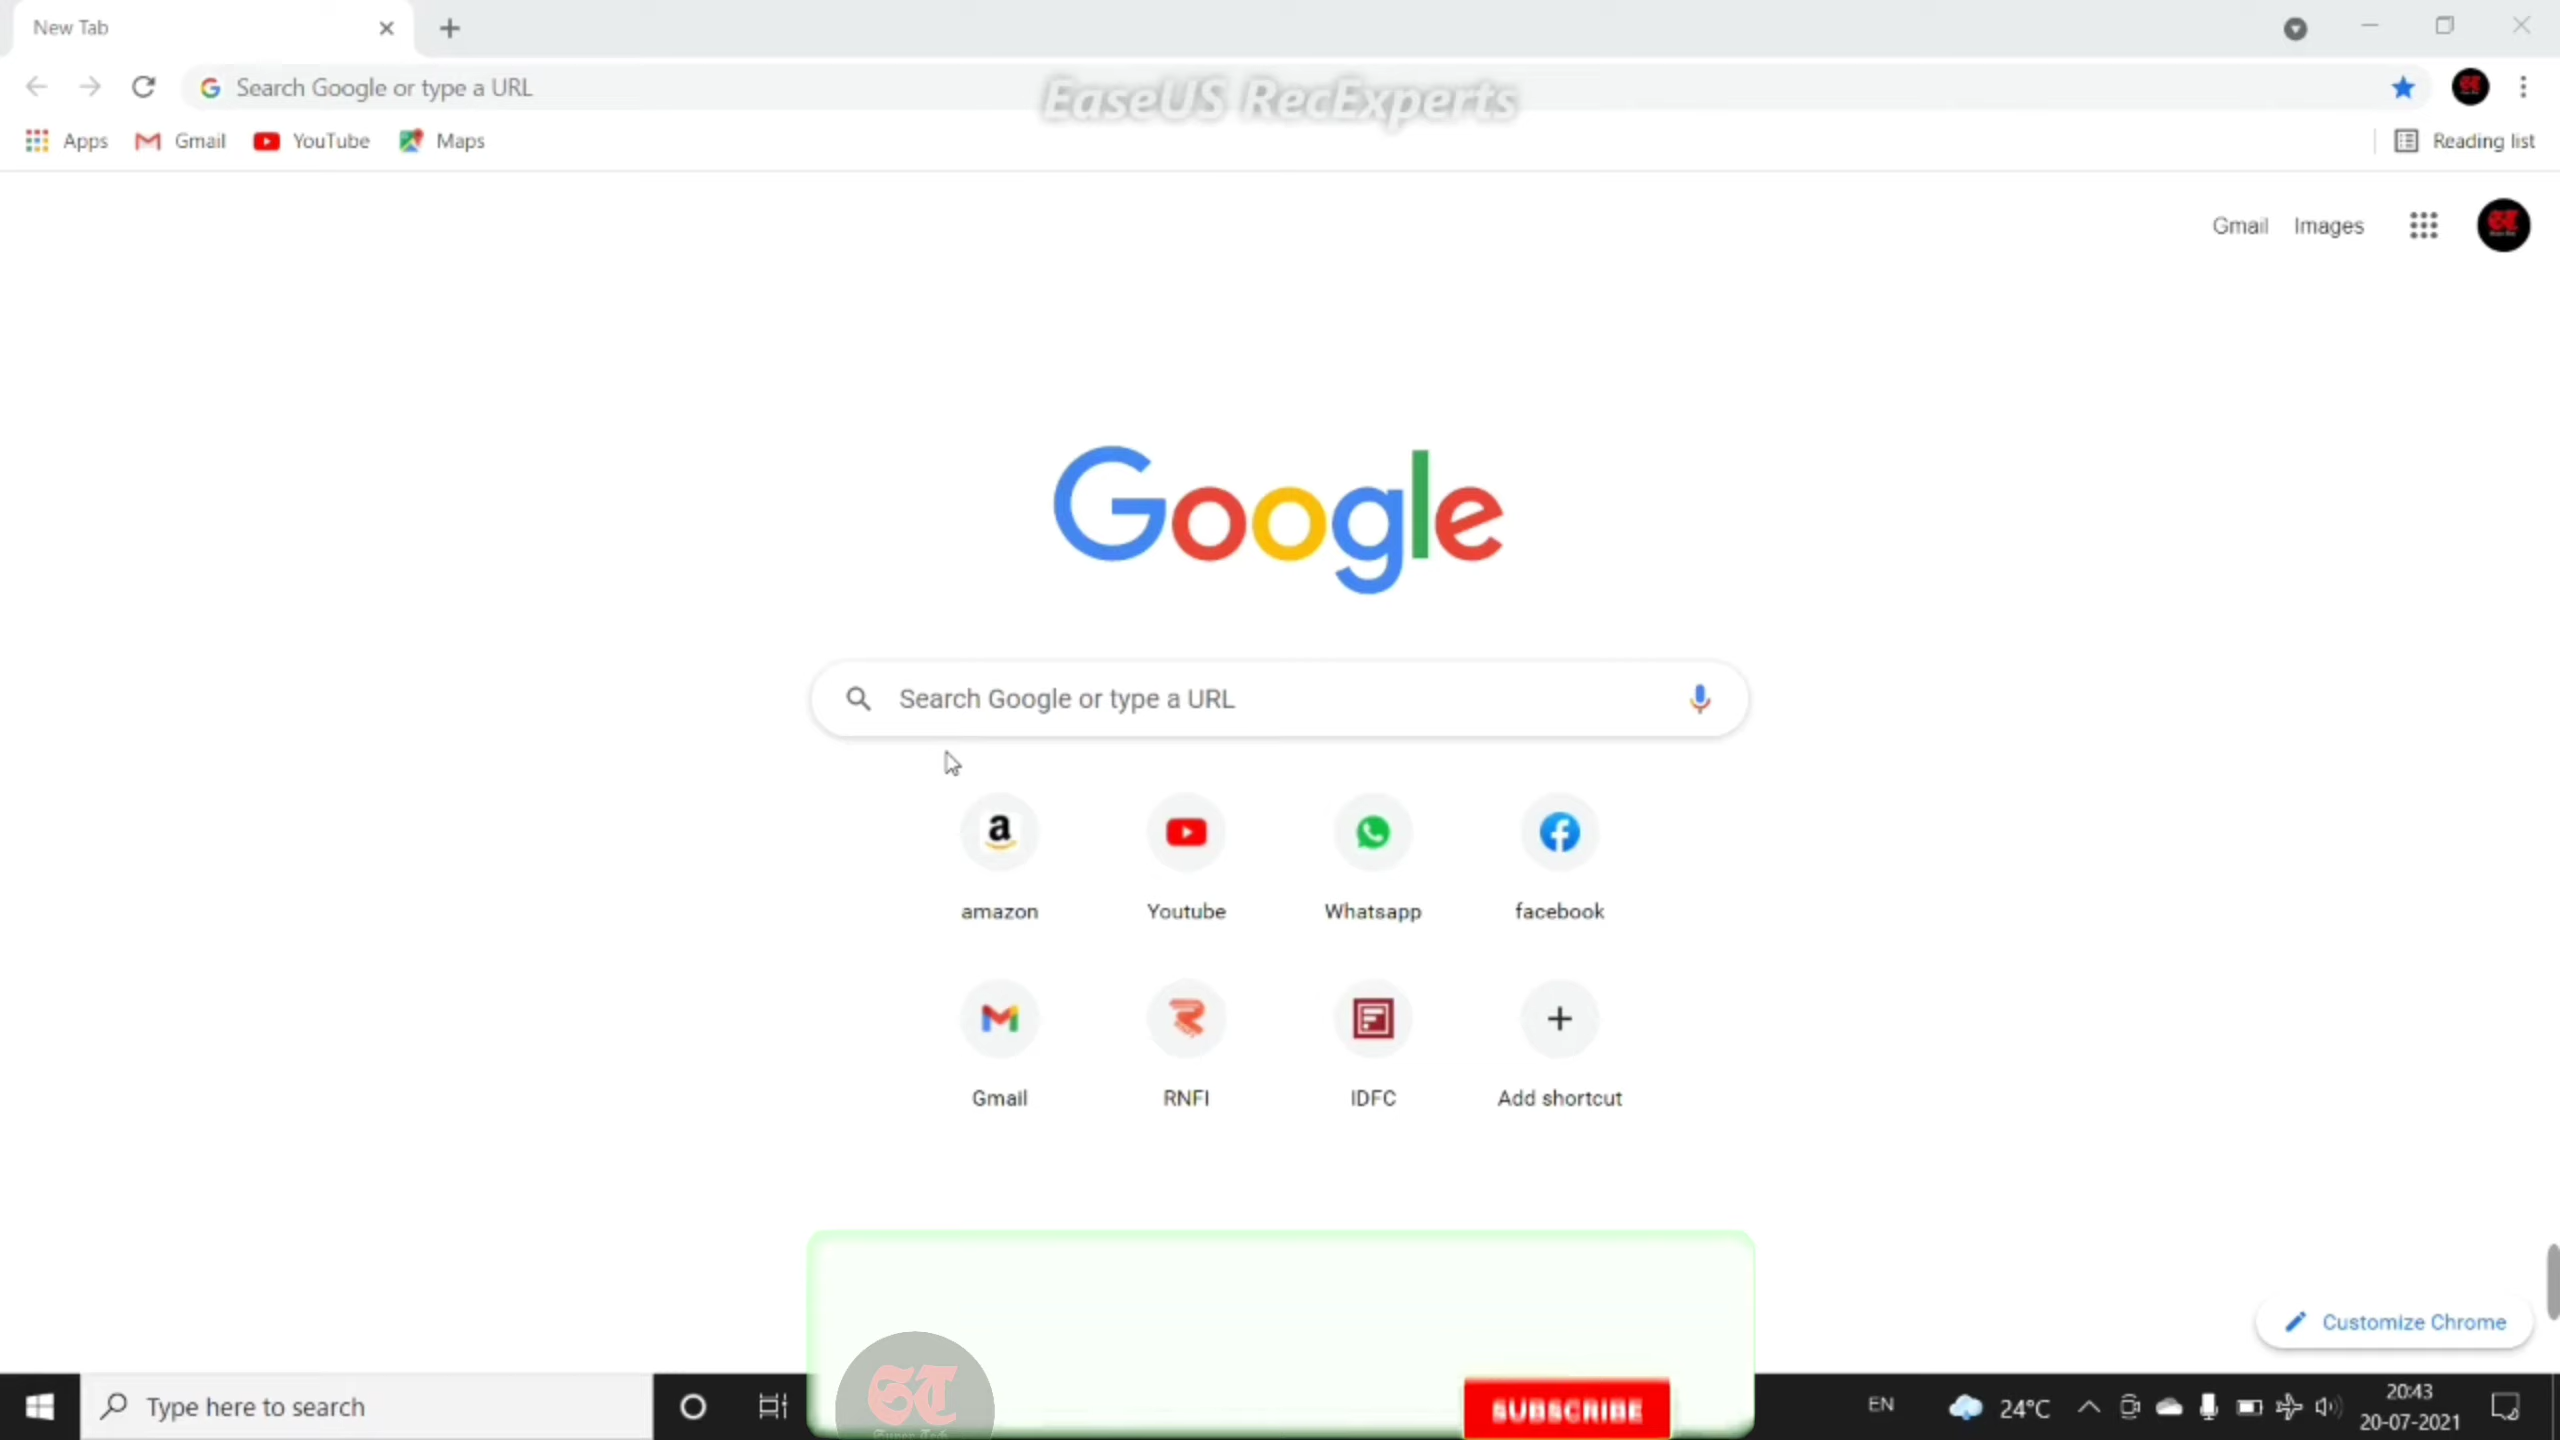 New Tab
Search Google or type a URL
EaseUS RecExperts
Apps
Gmail
YouTube
Maps
Reading list
Gmail
Images
Google
Search Google or type a URL
amazon
Youtube
Whatsapp
facebook
Gmail
RNFI
IDFC
Add shortcut
Customize Chrome
Type here to search
ST
SUBSCRIBE
EN
24°C
20:43
20-07-2021